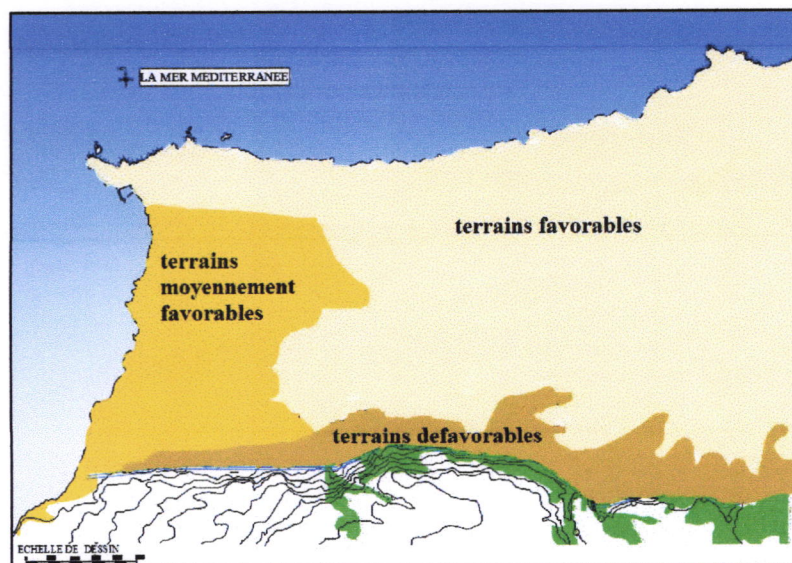 LA MER MEDITERRANEE
terrains favorables
terrains
moyennement
favorables
terrains defavorables
ECHELLE DE DESSIN